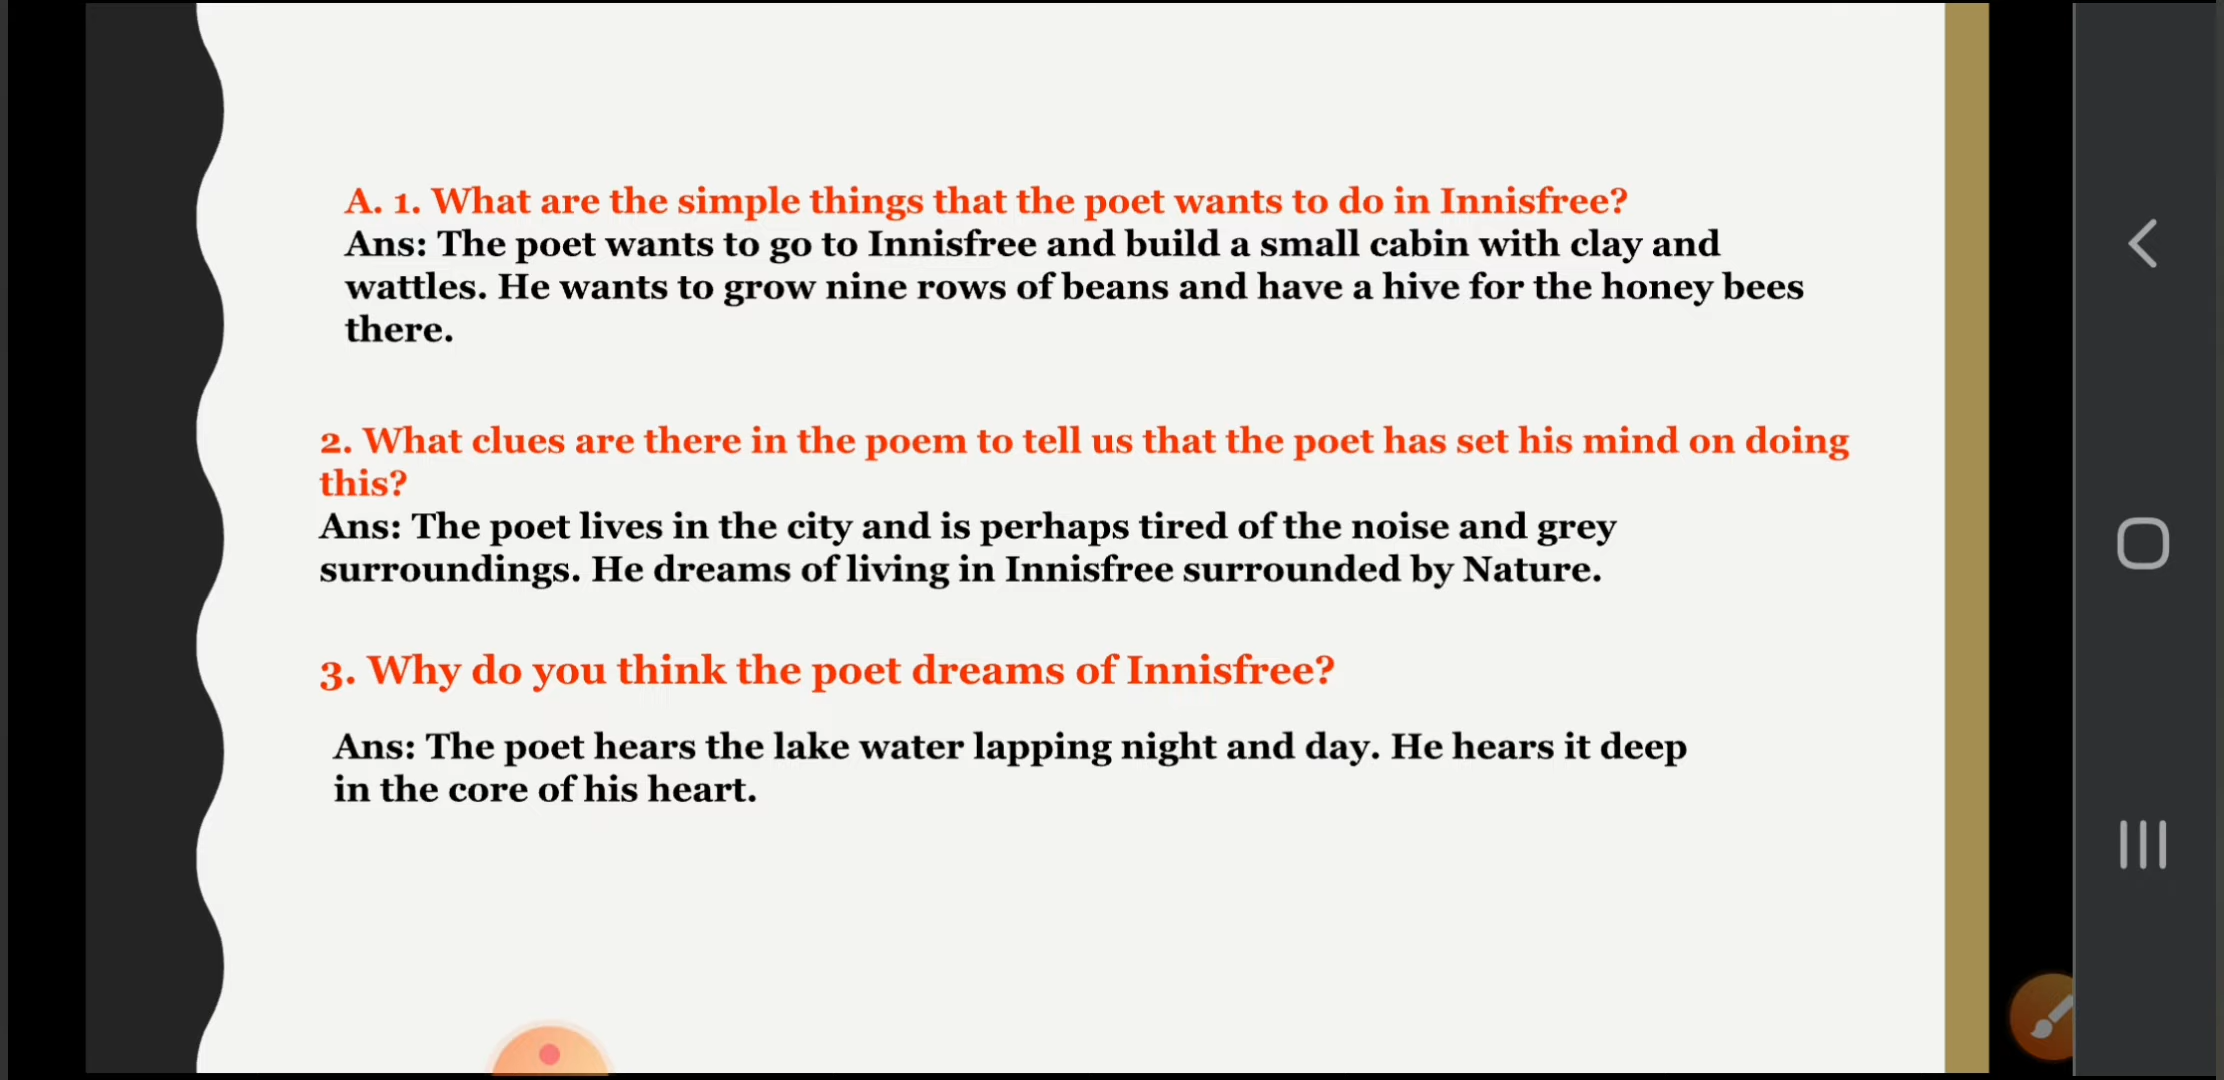 A. 1. What are the simple things that the poet wants to do in Innisfree?
Ans: The poet wants to go to Innisfree and build a small cabin with clay and
wattles. He wants to grow nine rows of beans and have a hive for the honey bees
there.
2. What clues are there in the poem to tell us that the poet has set his mind on doing
this?
Ans: The poet lives in the city and is perhaps tired of the noise and grey
surroundings. He dreams of living in Innisfree surrounded by Nature.
3. Why do you think the poet dreams of Innisfree?
Ans: The poet hears the lake water lapping night and day. He hears it deep
in the core of his heart.